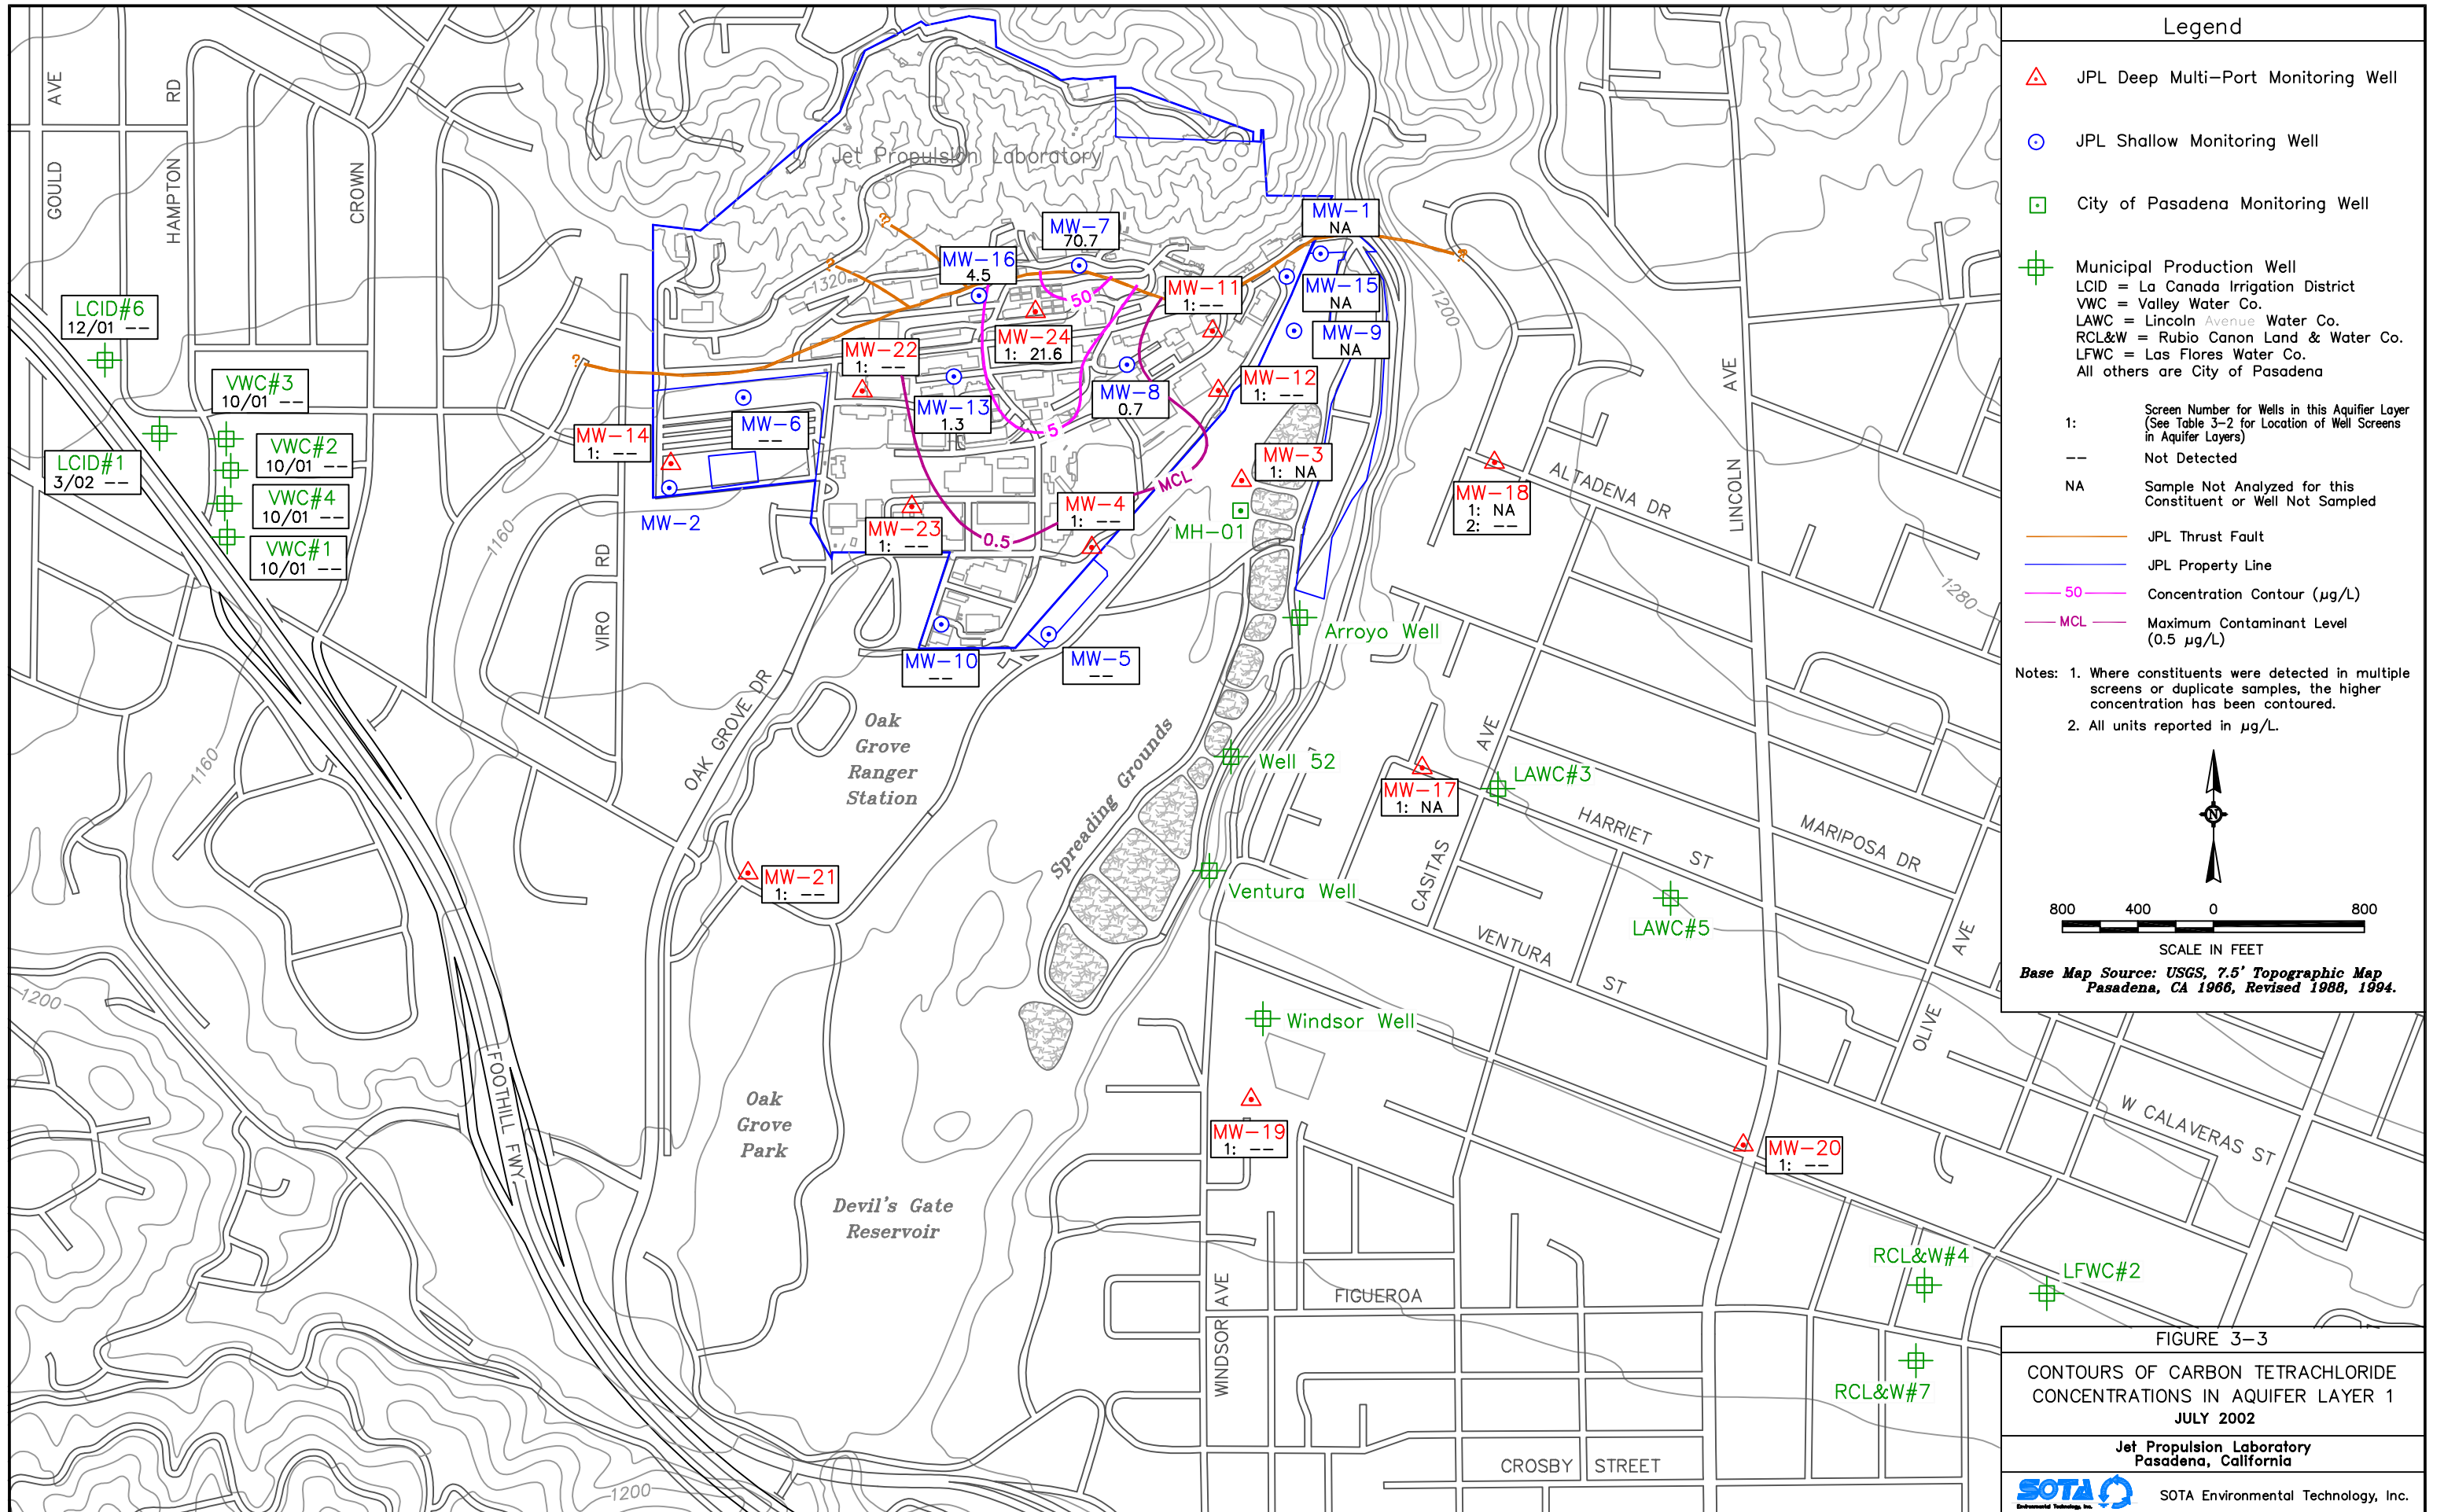 GOULD
AVE
HAMPTON
RD
CROWN
Jet Propulsion Laboratory
1320
??
?
?
??
MW-7
70.7
MW-1
NA
MW-16
4.5
MW-11
1: --
MW-15
NA
50
MW-9
NA
MW-24
1: 21.6
MW-22
1: --
MW-12
1: --
MW-8
0.7
MW-13
1.3
5
MW-6
--
MW-14
1: --
MW-3
1: NA
MCL
MW-4
1: --
MW-2
MW-23
1: --
0.5
MH-01
MW-18
1: NA
2: --
LCID#6
12/01 --
VWC#3
10/01 --
VWC#2
10/01 --
LCID#1
3/02 --
VWC#4
10/01 --
VWC#1
10/01 --
1160
1200
1280
ALTADENA DR
LINCOLN
AVE
VIRO
RD
MW-10
--
MW-5
--
Arroyo Well
OAK GROVE DR
Oak
Grove
Ranger
Station
Spreading Grounds
Well 52
MW-17
1: NA
LAWC#3
CASITAS
AVE
HARRIET
ST
MARIPOSA DR
1160
MW-21
1: --
Ventura Well
LAWC#5
VENTURA
ST
OLIVE
AVE
1200
Windsor Well
FOOTHILL FWY
Oak
Grove
Park
MW-19
1: --
MW-20
1: --
W CALAVERAS ST
Devil's Gate
Reservoir
RCL&W#4
LFWC#2
WINDSOR
AVE
FIGUEROA
RCL&W#7
CROSBY
STREET
1200
Legend
JPL Deep Multi-Port Monitoring Well
JPL Shallow Monitoring Well
City of Pasadena Monitoring Well
Municipal Production Well
LCID = La Canada Irrigation District
VWC = Valley Water Co.
LAWC = Lincoln Avenue Water Co.
RCL&W = Rubio Canon Land & Water Co.
LFWC = Las Flores Water Co.
All others are City of Pasadena
1: Screen Number for Wells in this Aquifier Layer
(See Table 3-2 for Location of Well Screens
in Aquifer Layers)
-- Not Detected
NA Sample Not Analyzed for this
Constituent or Well Not Sampled
JPL Thrust Fault
JPL Property Line
50 Concentration Contour (µg/L)
MCL Maximum Contaminant Level
(0.5 µg/L)
Notes: 1. Where constituents were detected in multiple
screens or duplicate samples, the higher
concentration has been contoured.
2. All units reported in µg/L.
N
800 400 0 800
SCALE IN FEET
Base Map Source: USGS, 7.5' Topographic Map
Pasadena, CA 1966, Revised 1988, 1994.
FIGURE 3-3
CONTOURS OF CARBON TETRACHLORIDE
CONCENTRATIONS IN AQUIFER LAYER 1
JULY 2002
Jet Propulsion Laboratory
Pasadena, California
SOTA
Environmental Technology, Inc.
SOTA Environmental Technology, Inc.